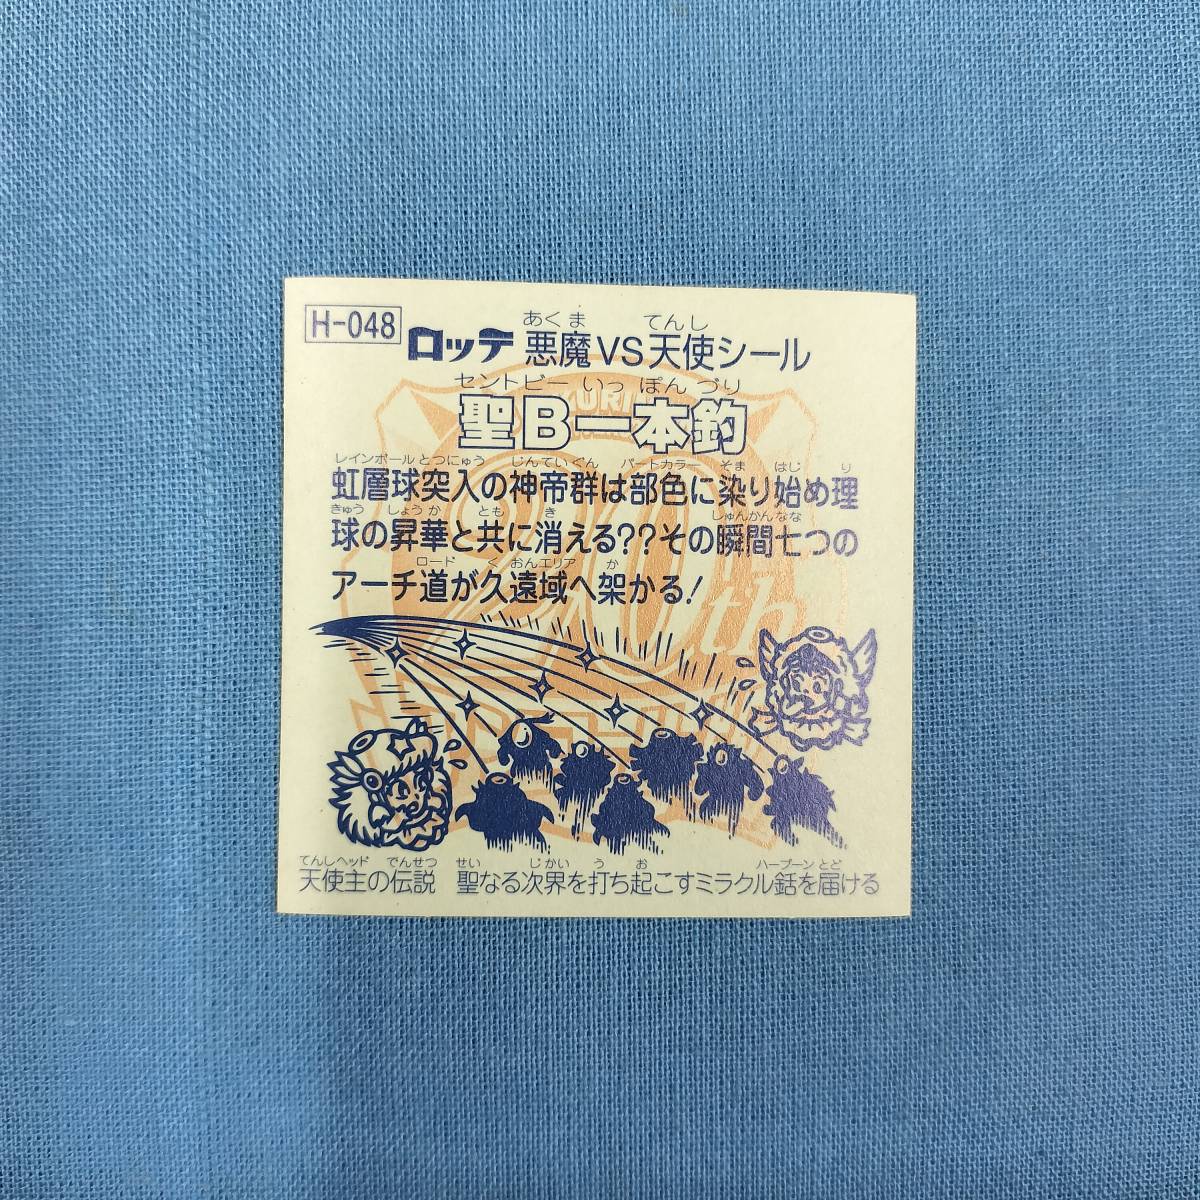 H-048
あくま てんし
ロッテ 悪魔VS天使シール
セントビー いっ ぽん づり
聖B一本釣
レインボール とつにゅう じんていぐん パートカラー そま はじ り
虹層球突入の神帝群は部色に染り始め理
きゅう しょうか とも き しゅんかん なな
球の昇華と共に消える??その瞬間七つの
ロード く おんエリア か
アーチ道が久遠域へ架かる!
20th
てんしヘッド でんせつ せい じかい う お ハープーン とど
天使主の伝説 聖なる次界を打ち起こすミラクル銛を届ける